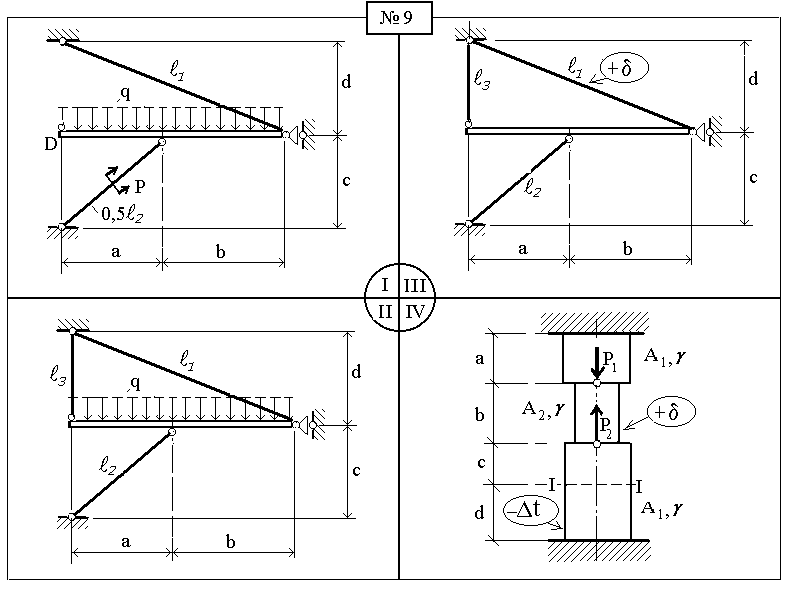 № 9
ℓ₁
d
q
D
P
0,5ℓ₂
c
a
b
I
III
II
IV
ℓ₁
+δ
ℓ₃
d
ℓ₂
c
a
b
ℓ₁
ℓ₃
d
q
ℓ₂
c
a
b
a
P₁
A₁, γ
b
A₂, γ
P₂
+δ
c
I
I
d
−Δt
A₁, γ